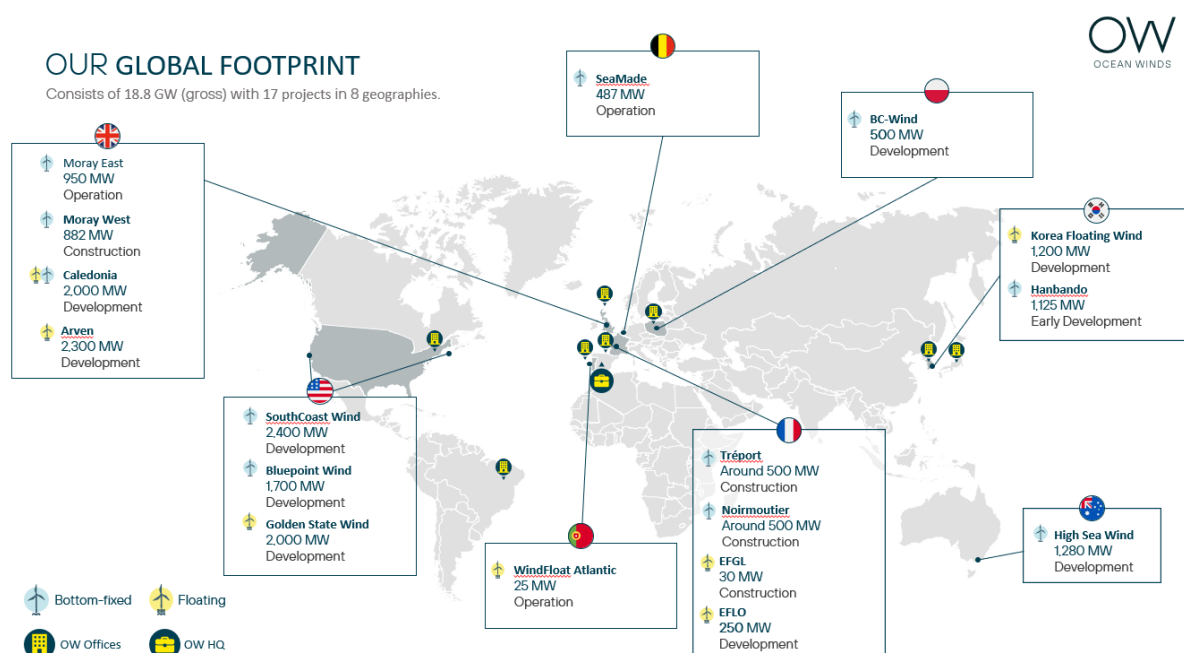 OUR GLOBAL FOOTPRINT
Consists of 18.8 GW (gross) with 17 projects in 8 geographies.
OW
OCEAN WINDS
SeaMade
487 MW
Operation
BC-Wind
500 MW
Development
Moray East
950 MW
Operation
Moray West
882 MW
Construction
Caledonia
2,000 MW
Development
Arven
2,300 MW
Development
Korea Floating Wind
1,200 MW
Development
Hanbando
1,125 MW
Early Development
SouthCoast Wind
2,400 MW
Development
Bluepoint Wind
1,700 MW
Development
Golden State Wind
2,000 MW
Development
WindFloat Atlantic
25 MW
Operation
Tréport
Around 500 MW
Construction
Noirmoutier
Around 500 MW
Construction
EFGL
30 MW
Construction
EFLO
250 MW
Development
High Sea Wind
1,280 MW
Development
Bottom-fixed
Floating
OW Offices
OW HQ